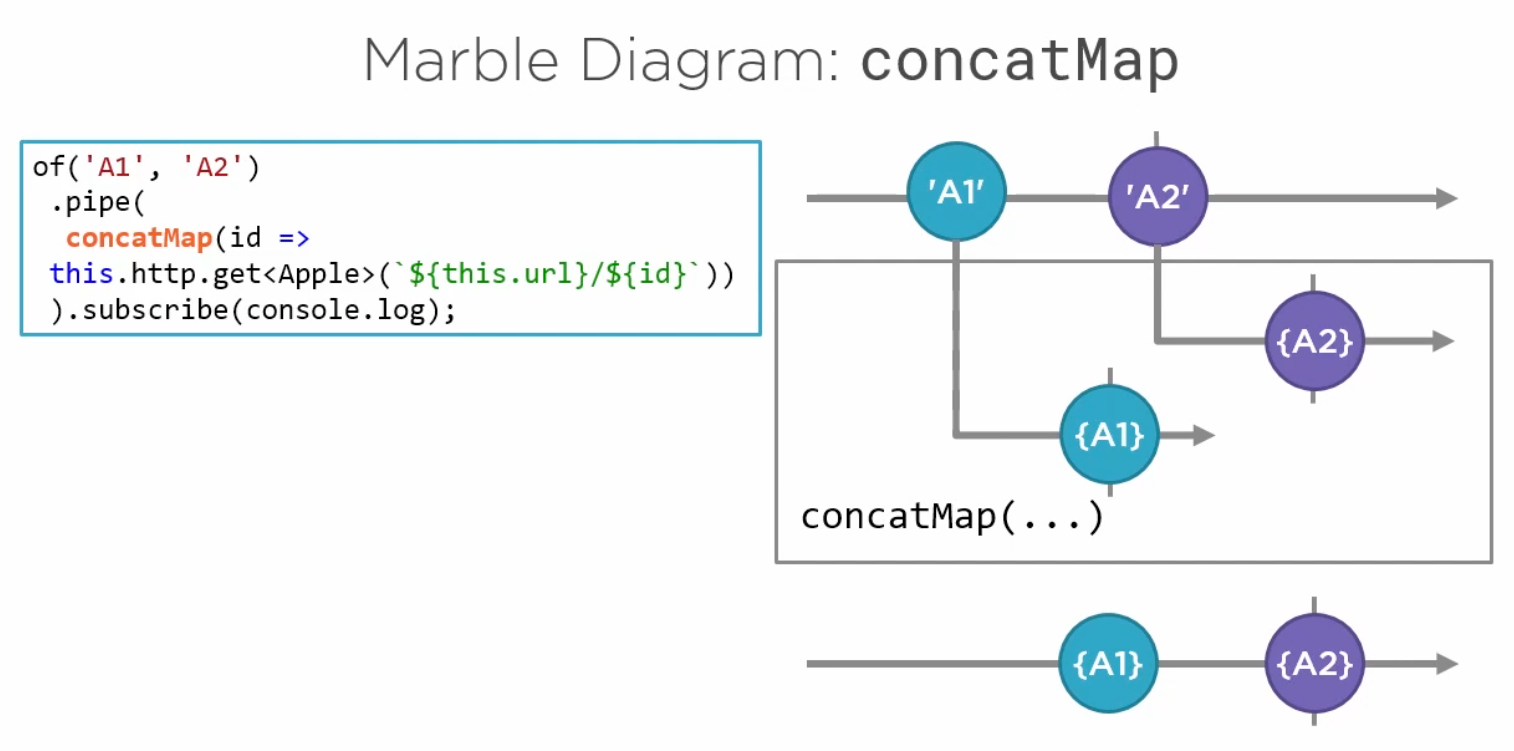 Marble Diagram: concatMap
of('A1', 'A2')
.pipe(
concatMap(id =>
this.http.get<Apple>(`${this.url}/${id}`))
).subscribe(console.log);
'A1'
'A2'
{A2}
{A1}
concatMap(...)
{A1}
{A2}